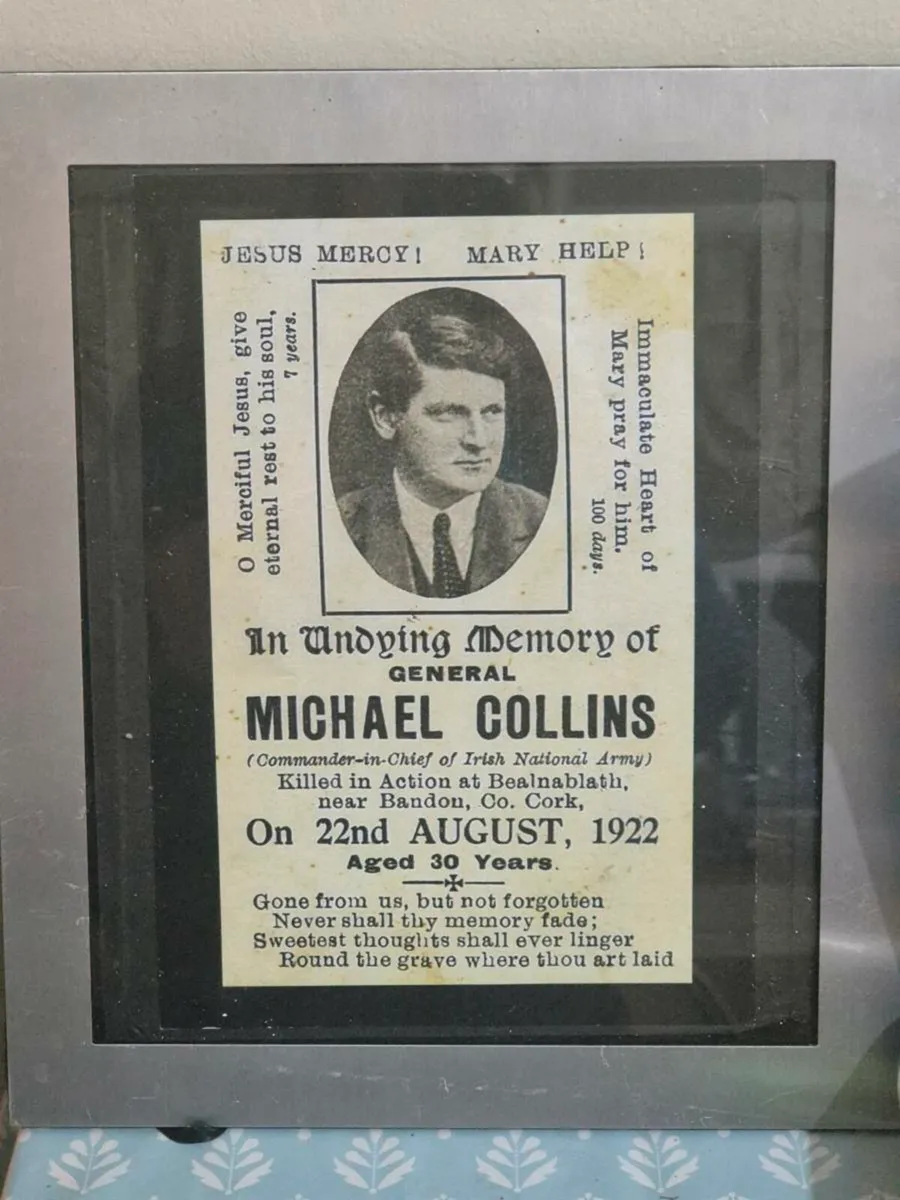 JESUS MERCY! MARY HELP!
O Merciful Jesus, give
eternal rest to his soul,
7 years.
Immaculate Heart of
Mary pray for him.
100 days.
In Undying Memory of
GENERAL
MICHAEL COLLINS
(Commander-in-Chief of Irish National Army)
Killed in Action at Bealnablath,
near Bandon, Co. Cork,
On 22nd AUGUST, 1922
Aged 30 Years.
Gone from us, but not forgotten
Never shall thy memory fade;
Sweetest thoughts shall ever linger
Round the grave where thou art laid